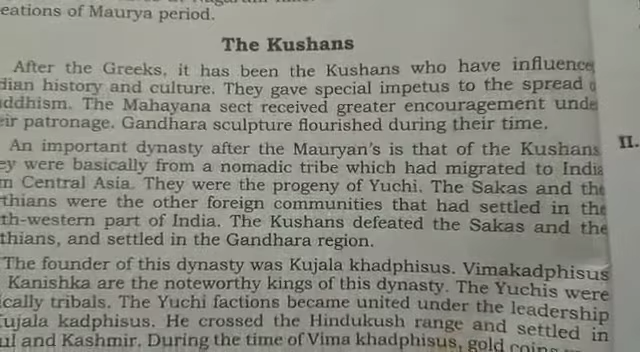 eations of Maurya period.
The Kushans
After the Greeks, it has been the Kushans who have influence
dian history and culture. They gave special impetus to the spread o
ddhism. The Mahayana sect received greater encouragement unde
eir patronage. Gandhara sculpture flourished during their time.
An important dynasty after the Mauryan's is that of the Kushans
ey were basically from a nomadic tribe which had migrated to India
m Central Asia. They were the progeny of Yuchi. The Sakas and the
thians were the other foreign communities that had settled in the
th-western part of India. The Kushans defeated the Sakas and the
thians, and settled in the Gandhara region.
The founder of this dynasty was Kujala khadphisus. Vimakadphisus
Kanishka are the noteworthy kings of this dynasty. The Yuchis were
ically tribals. The Yuchi factions became united under the leadership
ujala kadphisus. He crossed the Hindukush range and settled in
ul and Kashmir. During the time of Vima khadphisus, gold coins
II.